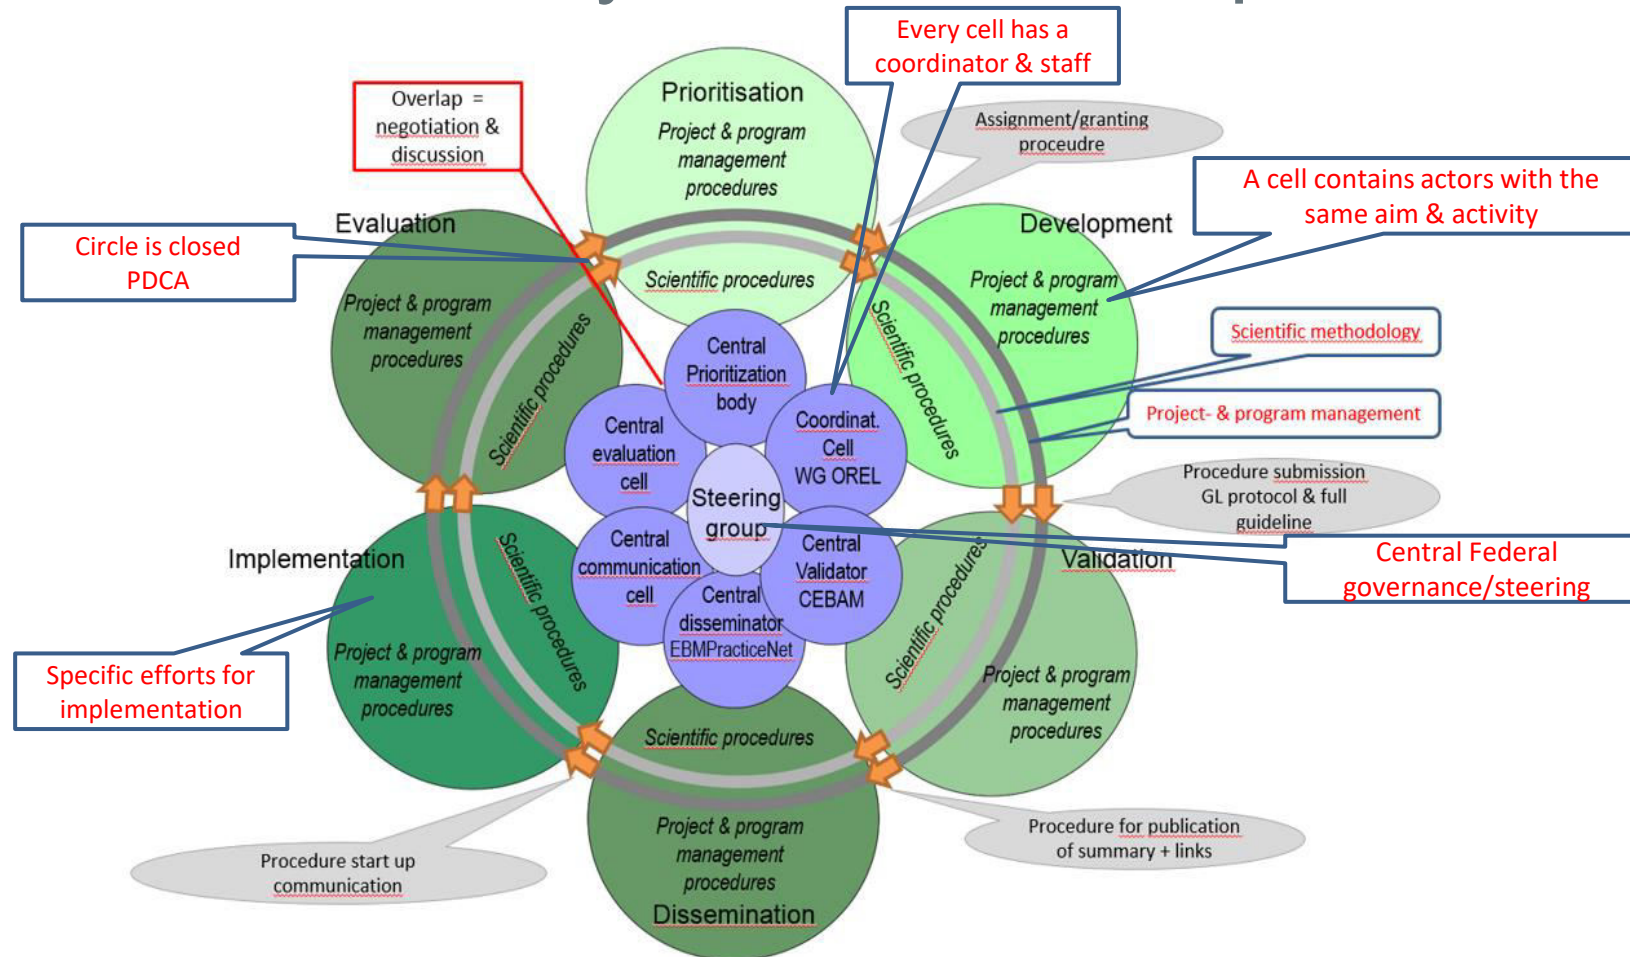 Every cell has a
coordinator & staff
Overlap =
negotiation &
discussion
Prioritisation
Project & program
management
procedures
Scientific procedures
Assignment/granting
proceudre
A cell contains actors with the
same aim & activity
Evaluation
Circle is closed
PDCA
Project & program
management
procedures
Scientific procedures
Development
Project & program
management
procedures
Scientific procedures
Scientific methodology
Project- & program management
Central
Prioritization
body
Central
evaluation
cell
Coordinat.
Cell
WG OREL
Steering
group
Central
communication
cell
Central
Validator
CEBAM
Central
disseminator
EBMPracticeNet
Procedure submission
GL protocol & full
guideline
Central Federal
governance/steering
Implementation
Scientific procedures
Project & program
management
procedures
Specific efforts for
implementation
Validation
Scientific procedures
Project & program
management
procedures
Scientific procedures
Project & program
management
procedures
Dissemination
Procedure start up
communication
Procedure for publication
of summary + links